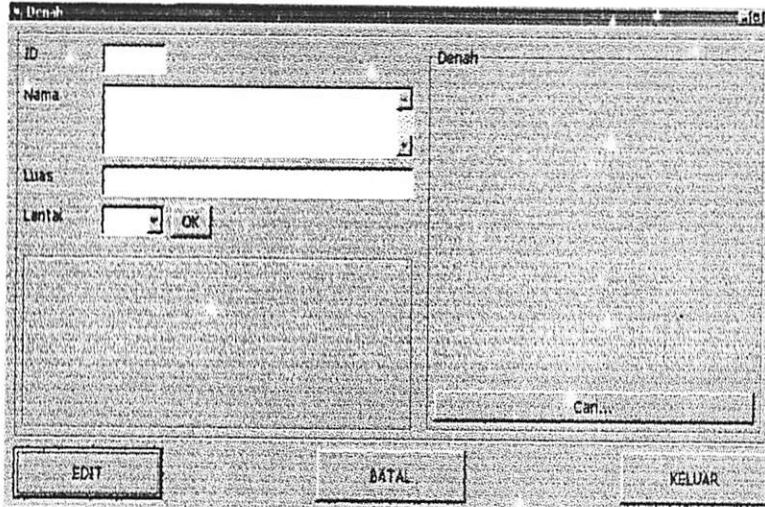 Denah
ID
Denah
Nama
Luas
Lantai
OK
Cari...
EDIT
BATAL
KELUAR